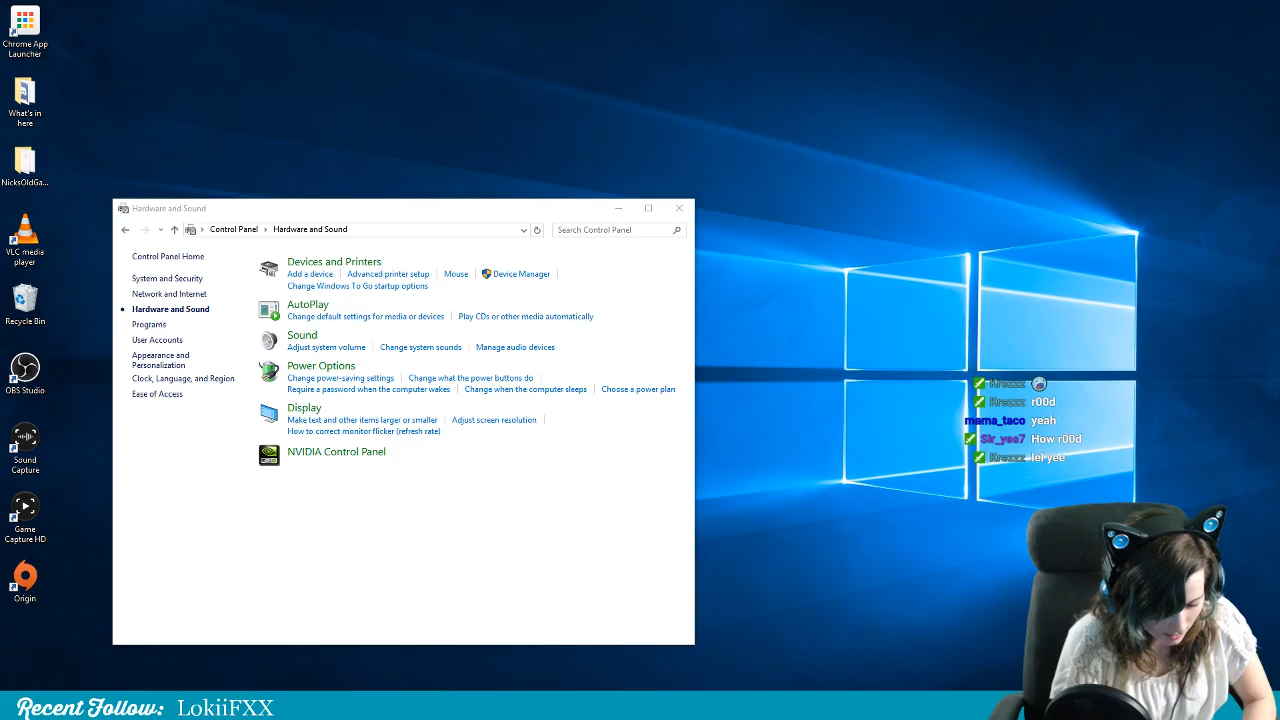 Chrome App
Launcher
What's in
here
NicksOldGa...
VLC media
player
Recycle Bin
OBS Studio
Sound
Capture
Game
Capture HD
Origin
Hardware and Sound
Control Panel > Hardware and Sound
Search Control Panel
Control Panel Home
System and Security
Network and Internet
Hardware and Sound
Programs
User Accounts
Appearance and
Personalization
Clock, Language, and Region
Ease of Access
Devices and Printers
Add a device | Advanced printer setup | Mouse | Device Manager |
Change Windows To Go startup options
AutoPlay
Change default settings for media or devices | Play CDs or other media automatically
Sound
Adjust system volume | Change system sounds | Manage audio devices
Power Options
Change power-saving settings | Change what the power buttons do |
Require a password when the computer wakes | Change when the computer sleeps | Choose a power plan
Display
Make text and other items larger or smaller | Adjust screen resolution |
How to correct monitor flicker (refresh rate)
NVIDIA Control Panel
Krezzz
Krezzz r00d
mama_taco yeah
Sir_yee7 How r00d
Krezzz lel yee
Recent Follow: LokiiFXX